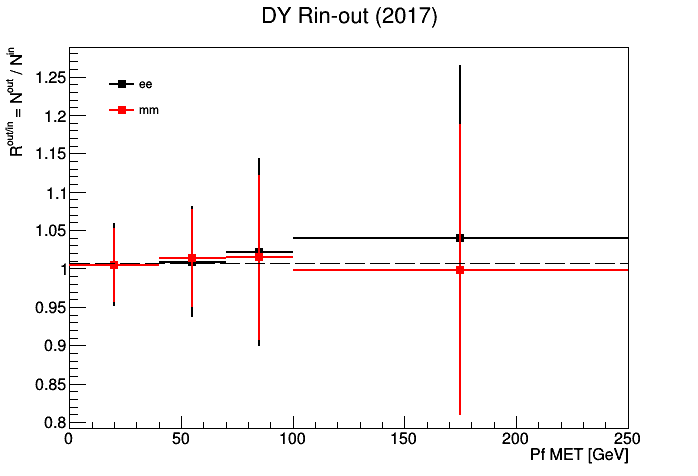 DY Rin-out (2017)
R^out/in = N^out / N^in
ee
mm
1.25
1.2
1.15
1.1
1.05
1
0.95
0.9
0.85
0.8
0 50 100 150 200 250
Pf MET [GeV]